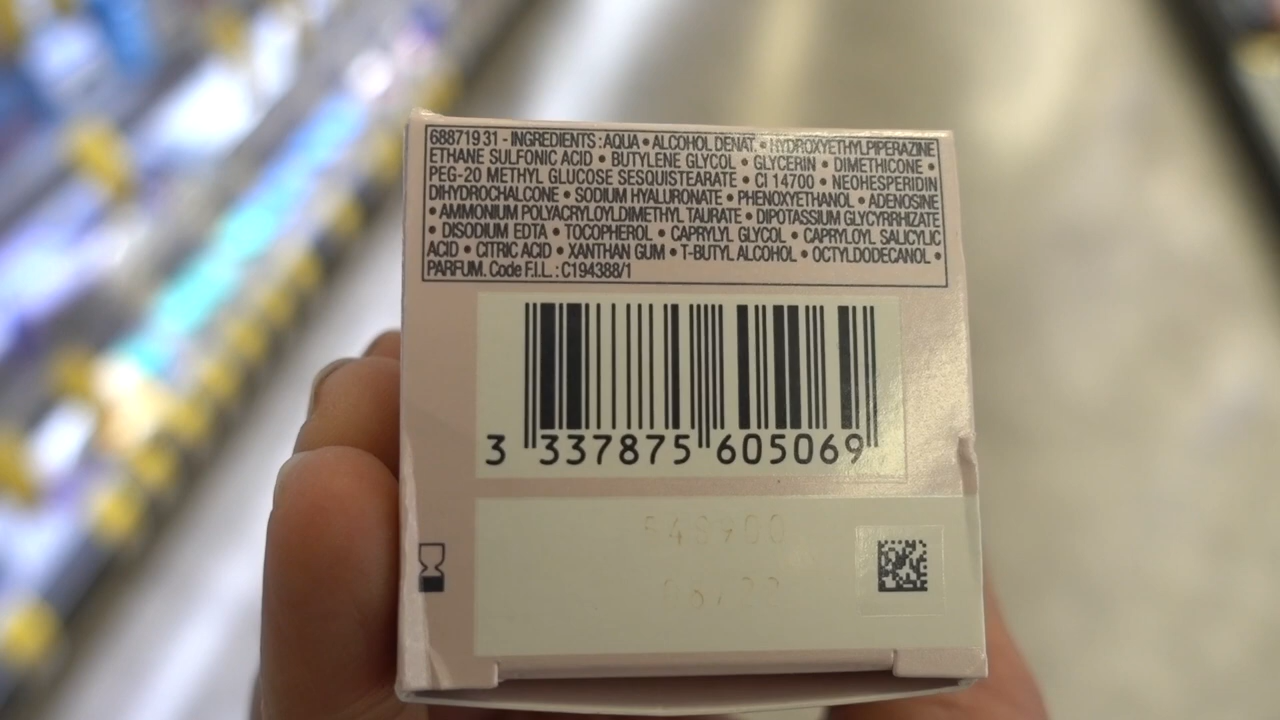 688719 31 - INGREDIENTS : AQUA • ALCOHOL DENAT. • HYDROXYETHYLPIPERAZINE
ETHANE SULFONIC ACID • BUTYLENE GLYCOL • GLYCERIN • DIMETHICONE •
PEG-20 METHYL GLUCOSE SESQUISTEARATE • CI 14700 • NEOHESPERIDIN
DIHYDROCHALCONE • SODIUM HYALURONATE • PHENOXYETHANOL • ADENOSINE
• AMMONIUM POLYACRYLOYLDIMETHYL TAURATE • DIPOTASSIUM GLYCYRRHIZATE
• DISODIUM EDTA • TOCOPHEROL • CAPRYLYL GLYCOL • CAPRYLOYL SALICYLIC
ACID • CITRIC ACID • XANTHAN GUM • T-BUTYL ALCOHOL • OCTYLDODECANOL •
PARFUM. Code F.I.L. : C194388/1
3 337875 605069